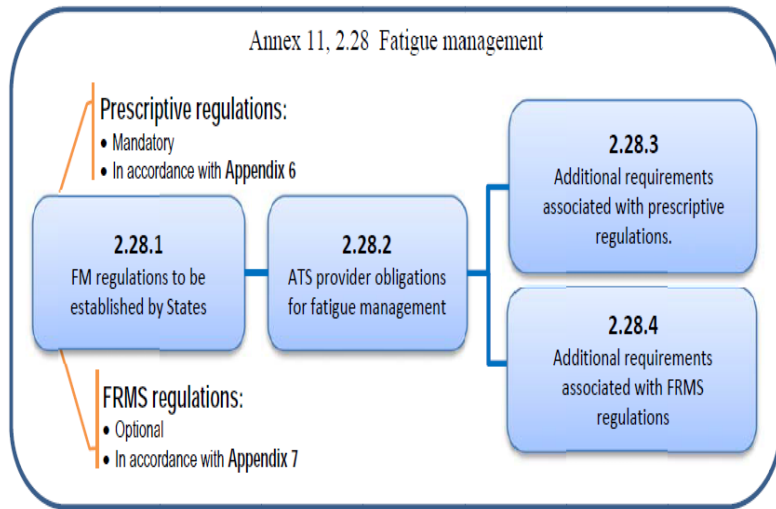 Annex 11, 2.28 Fatigue management
Prescriptive regulations:
• Mandatory
• In accordance with Appendix 6
2.28.1
FM regulations to be
established by States
FRMS regulations:
• Optional
• In accordance with Appendix 7
2.28.2
ATS provider obligations
for fatigue management
2.28.3
Additional requirements
associated with prescriptive
regulations.
2.28.4
Additional requirements
associated with FRMS
regulations